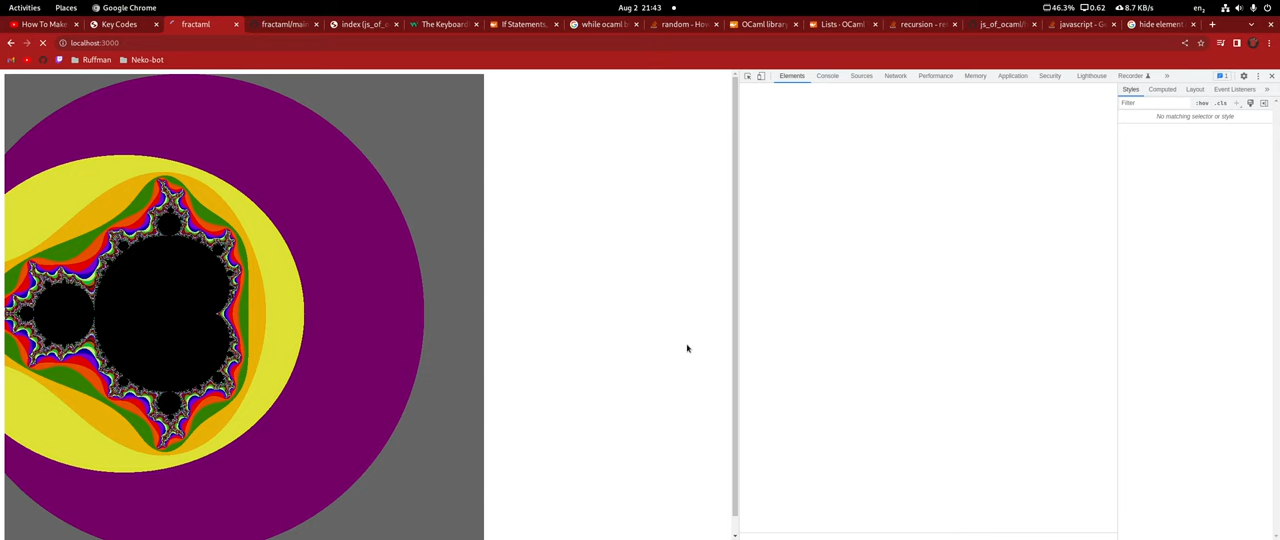 Activities Places Google Chrome Aug 2 21:43 46.3% 0.62 8.7 KB/s en
How To Make Key Codes fractaml fractaml/main index (js_of_o The Keyboard If Statements, while ocaml b random - How OCaml library Lists - OCaml recursion - re js_of_ocaml/ javascript - G hide element
localhost:3000
Ruffman Neko-bot
Elements Console Sources Network Performance Memory Application Security Lighthouse Recorder » 1
Styles Computed Layout Event Listeners »
Filter :hov .cls
No matching selector or style